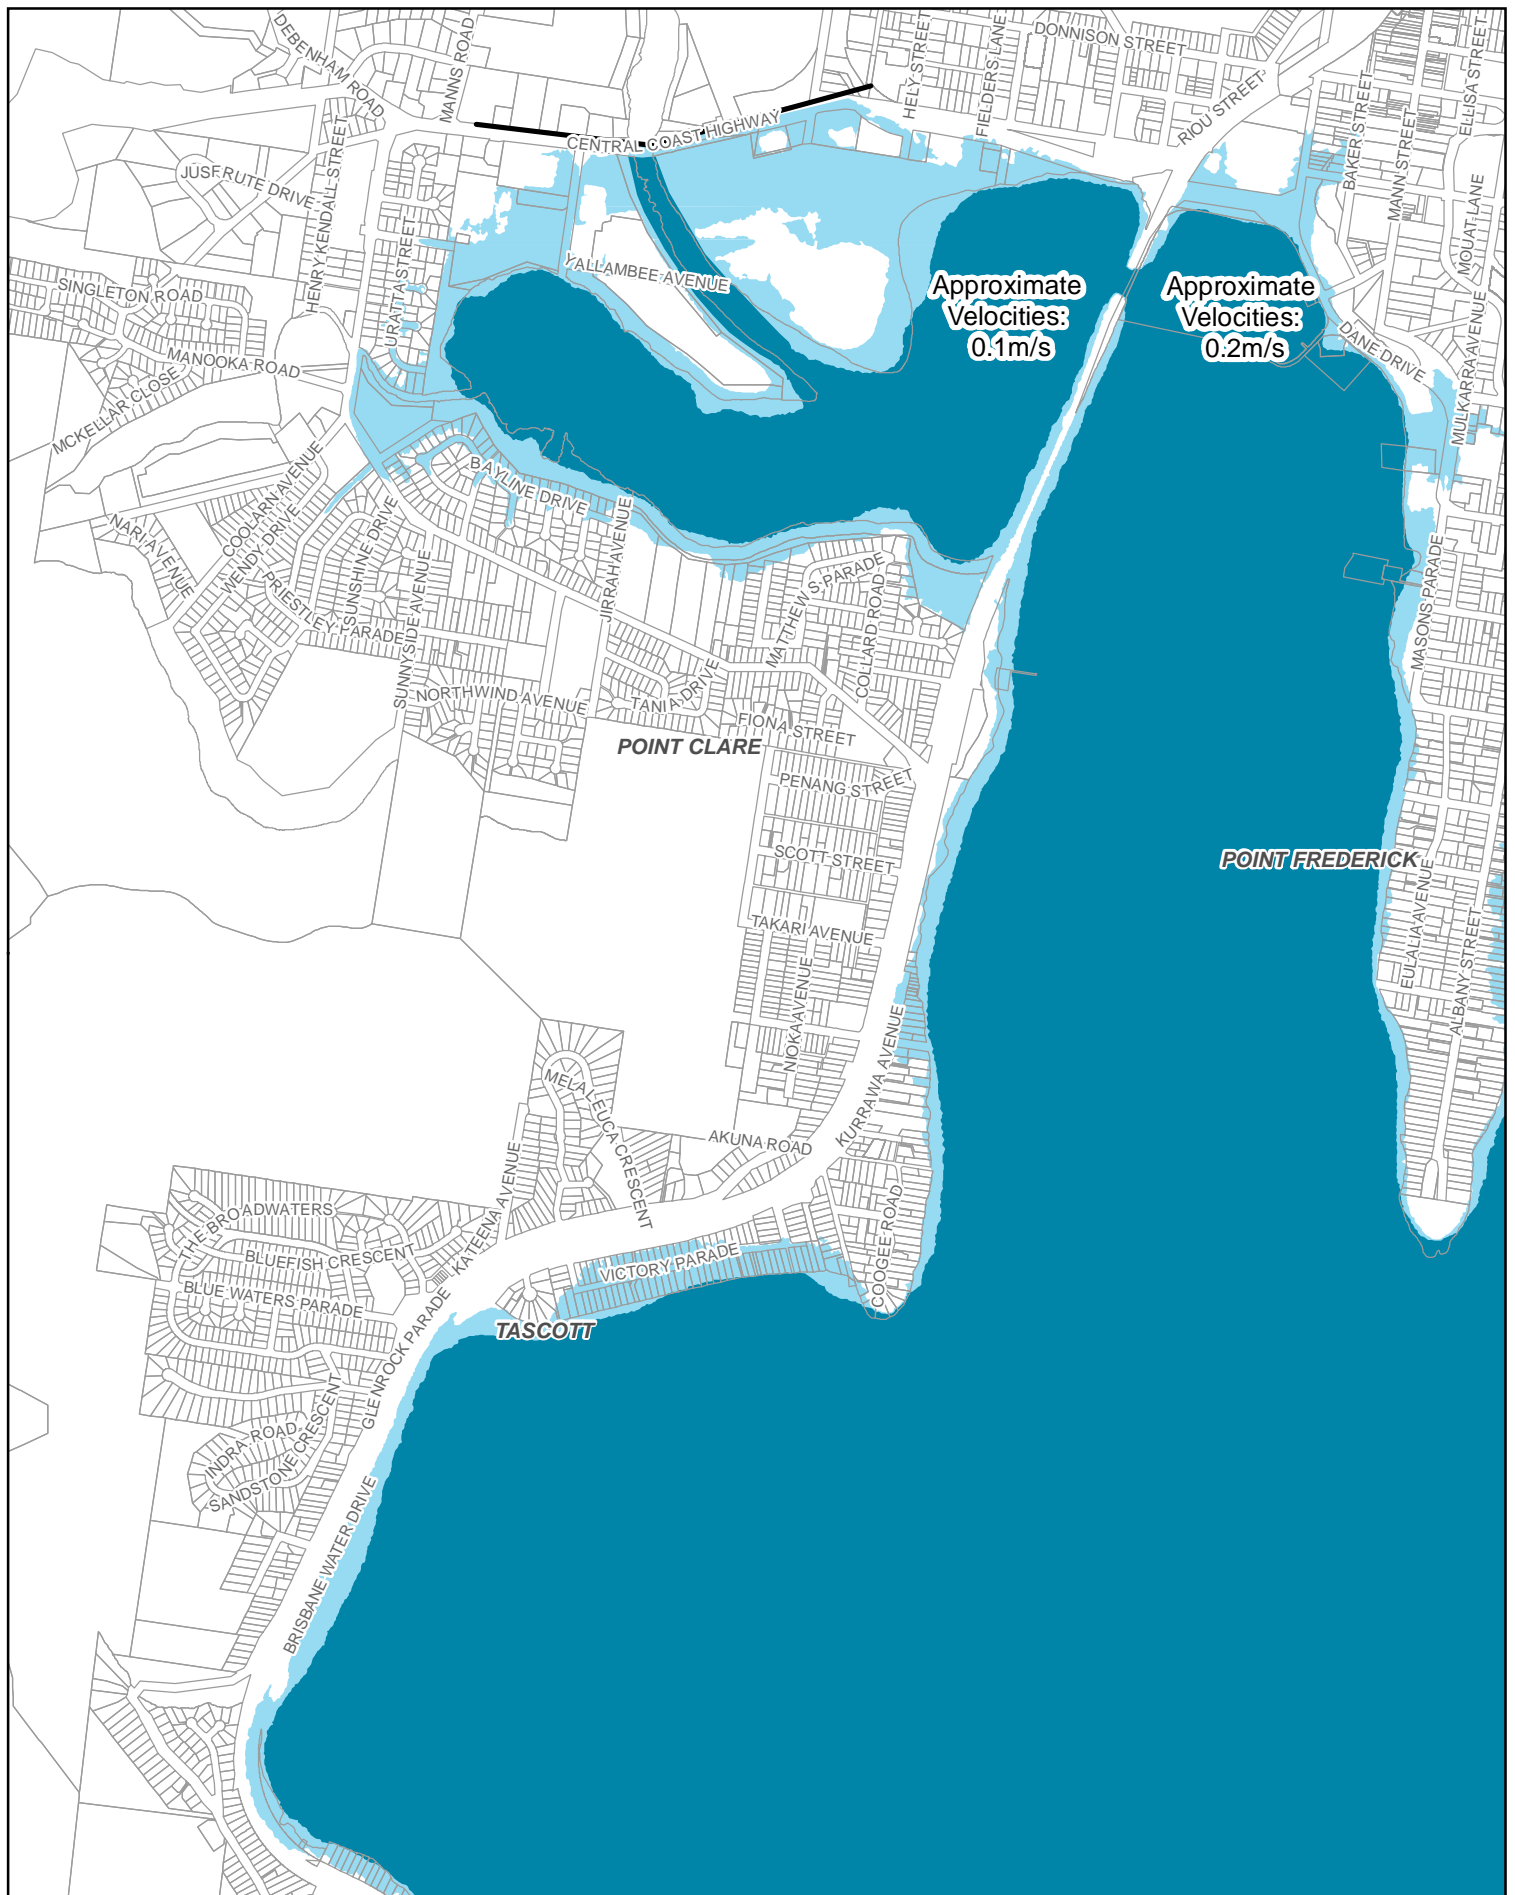 DEBENHAM ROAD
MANNS ROAD
HELY STREET
FIELDERS LANE
DONNISON STREET
RIOU STREET
ELLISA STREET
CENTRAL COAST HIGHWAY
BAKER STREET
MANN STREET
MOUAT LANE
JUSFRUTE DRIVE
HENRY KENDALL STREET
URATTA STREET
YALLAMBEE AVENUE
SINGLETON ROAD
Approximate
Velocities:
0.1m/s
Approximate
Velocities:
0.2m/s
DANE DRIVE
MULKARRA AVENUE
MANOOKA ROAD
MCKELLAR CLOSE
BAYLINE DRIVE
COOLARN AVENUE
WENDY DRIVE
NARI AVENUE
SUNSHINE DRIVE
PRIESTLEY PARADE
SUNNYSIDE AVENUE
JIRRAH AVENUE
MATTHEWS PARADE
COLLARD ROAD
MASONS PARADE
NORTHWIND AVENUE
TANIA DRIVE
FIONA STREET
POINT CLARE
PENANG STREET
SCOTT STREET
POINT FREDERICK
EULALIA AVENUE
ALBANY STREET
TAKARI AVENUE
NIOKA AVENUE
KURRAWA AVENUE
MELALEUCA CRESCENT
AKUNA ROAD
KATEENA AVENUE
THE BROADWATERS
BLUEFISH CRESCENT
BLUE WATERS PARADE
VICTORY PARADE
COOGEE ROAD
TASCOTT
GLENROCK PARADE
INDRA ROAD
SANDSTONE CRESCENT
BRISBANE WATER DRIVE